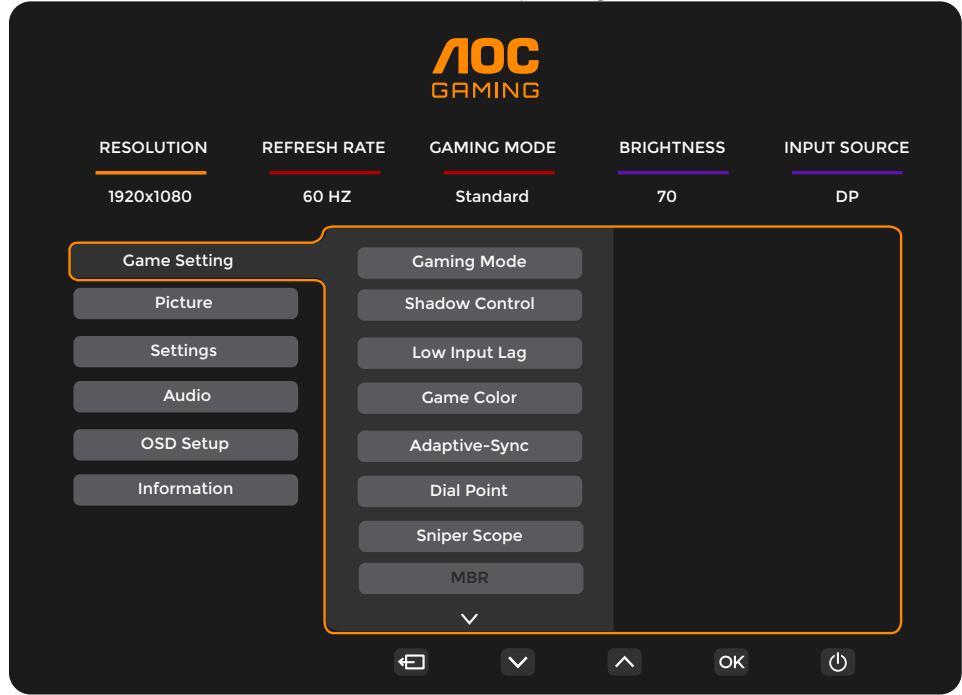 AOC
GAMING
RESOLUTION REFRESH RATE GAMING MODE BRIGHTNESS INPUT SOURCE
1920x1080 60 HZ Standard 70 DP
Game Setting
Picture
Settings
Audio
OSD Setup
Information
Gaming Mode
Shadow Control
Low Input Lag
Game Color
Adaptive-Sync
Dial Point
Sniper Scope
MBR
OK